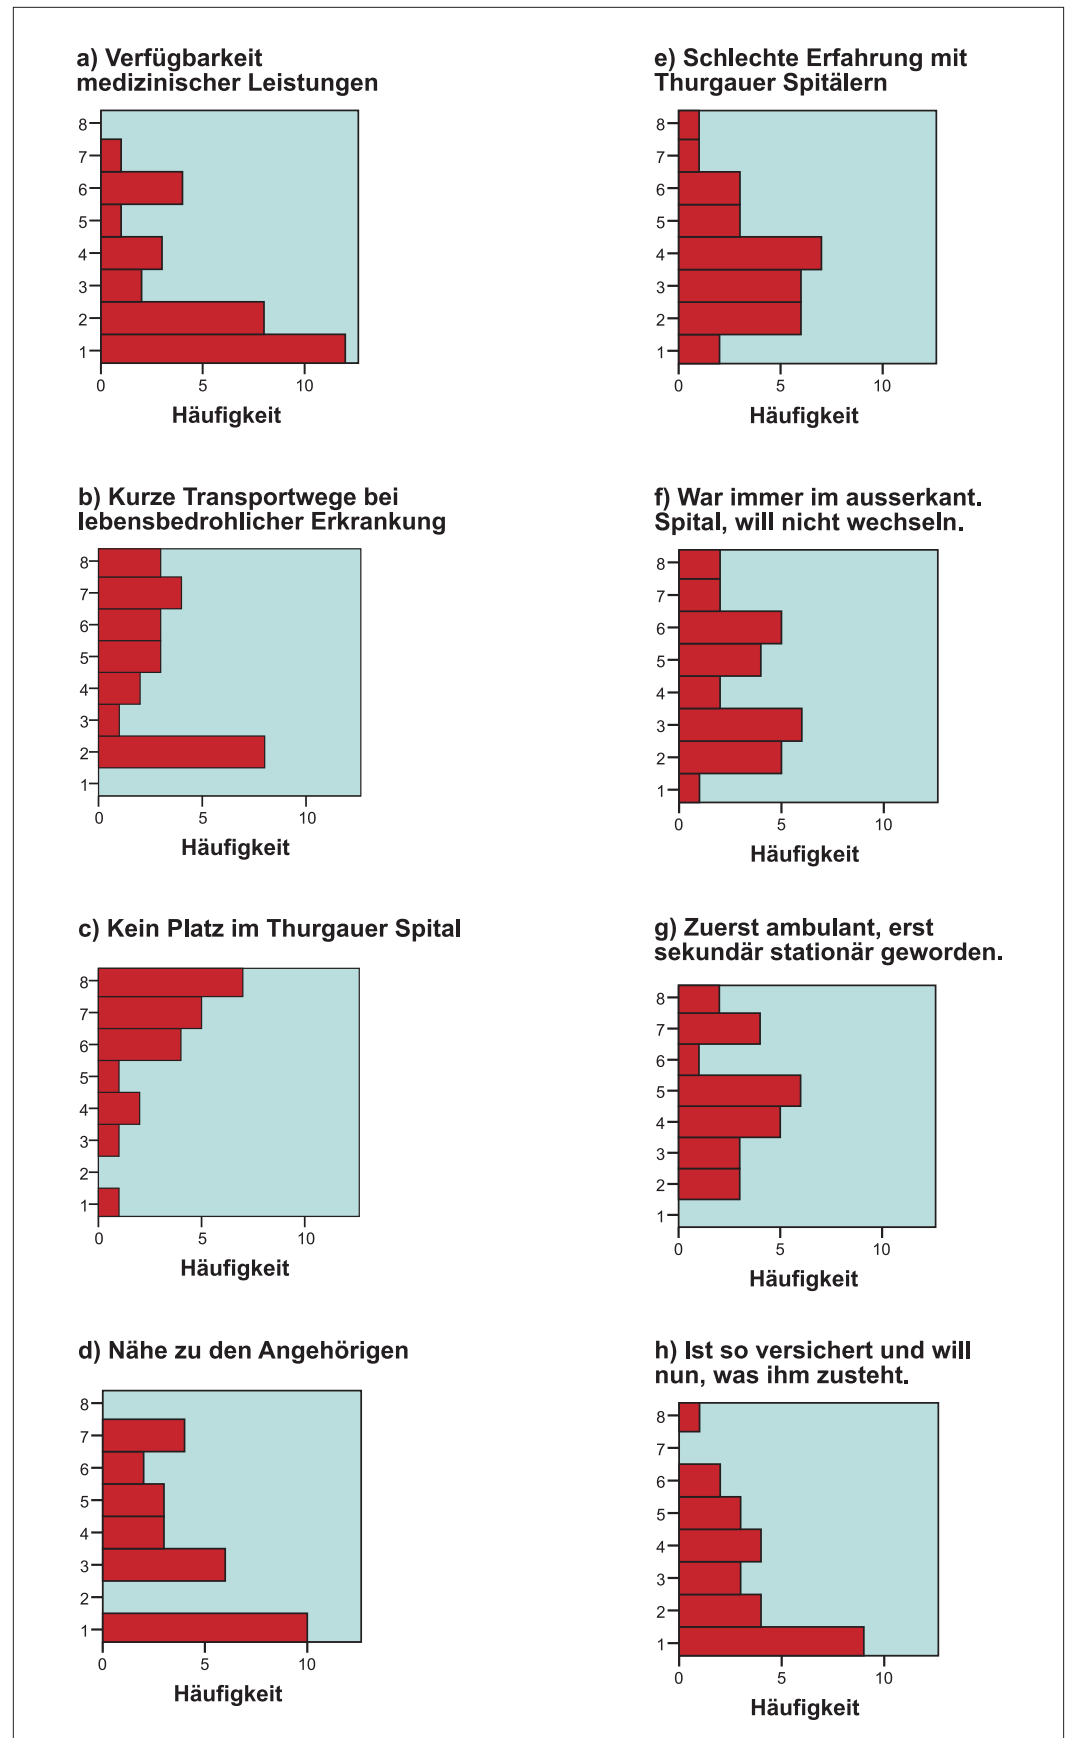 a) Verfügbarkeit
medizinischer Leistungen
8
7
6
5
4
3
2
1
0 5 10
Häufigkeit
b) Kurze Transportwege bei
lebensbedrohlicher Erkrankung
8
7
6
5
4
3
2
1
0 5 10
Häufigkeit
c) Kein Platz im Thurgauer Spital
8
7
6
5
4
3
2
1
0 5 10
Häufigkeit
d) Nähe zu den Angehörigen
8
7
6
5
4
3
2
1
0 5 10
Häufigkeit
e) Schlechte Erfahrung mit
Thurgauer Spitälern
8
7
6
5
4
3
2
1
0 5 10
Häufigkeit
f) War immer im ausserkant.
Spital, will nicht wechseln.
8
7
6
5
4
3
2
1
0 5 10
Häufigkeit
g) Zuerst ambulant, erst
sekundär stationär geworden.
8
7
6
5
4
3
2
1
0 5 10
Häufigkeit
h) Ist so versichert und will
nun, was ihm zusteht.
8
7
6
5
4
3
2
1
0 5 10
Häufigkeit